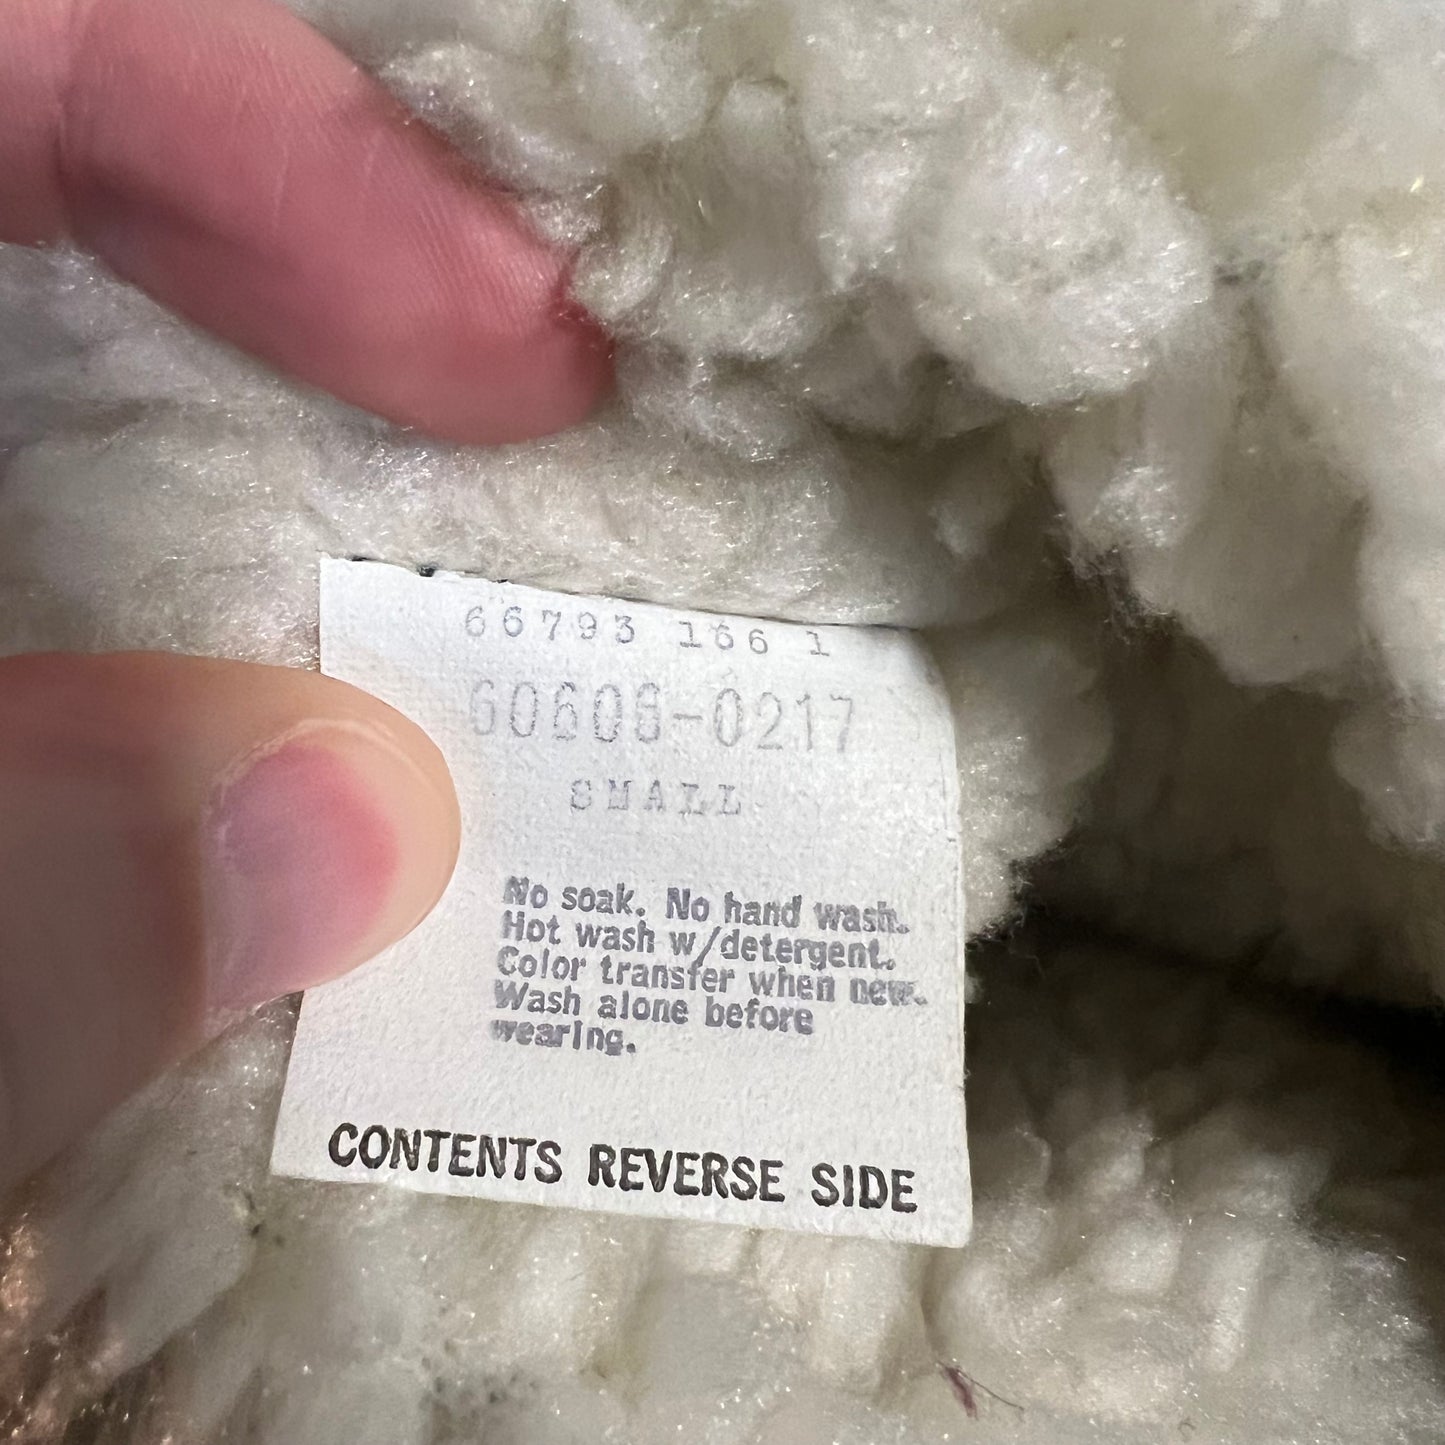 66793 166 1
60608-0217
SMALL
No soak. No hand wash.
Hot wash w/detergent.
Color transfer when new.
Wash alone before
wearing.
CONTENTS REVERSE SIDE